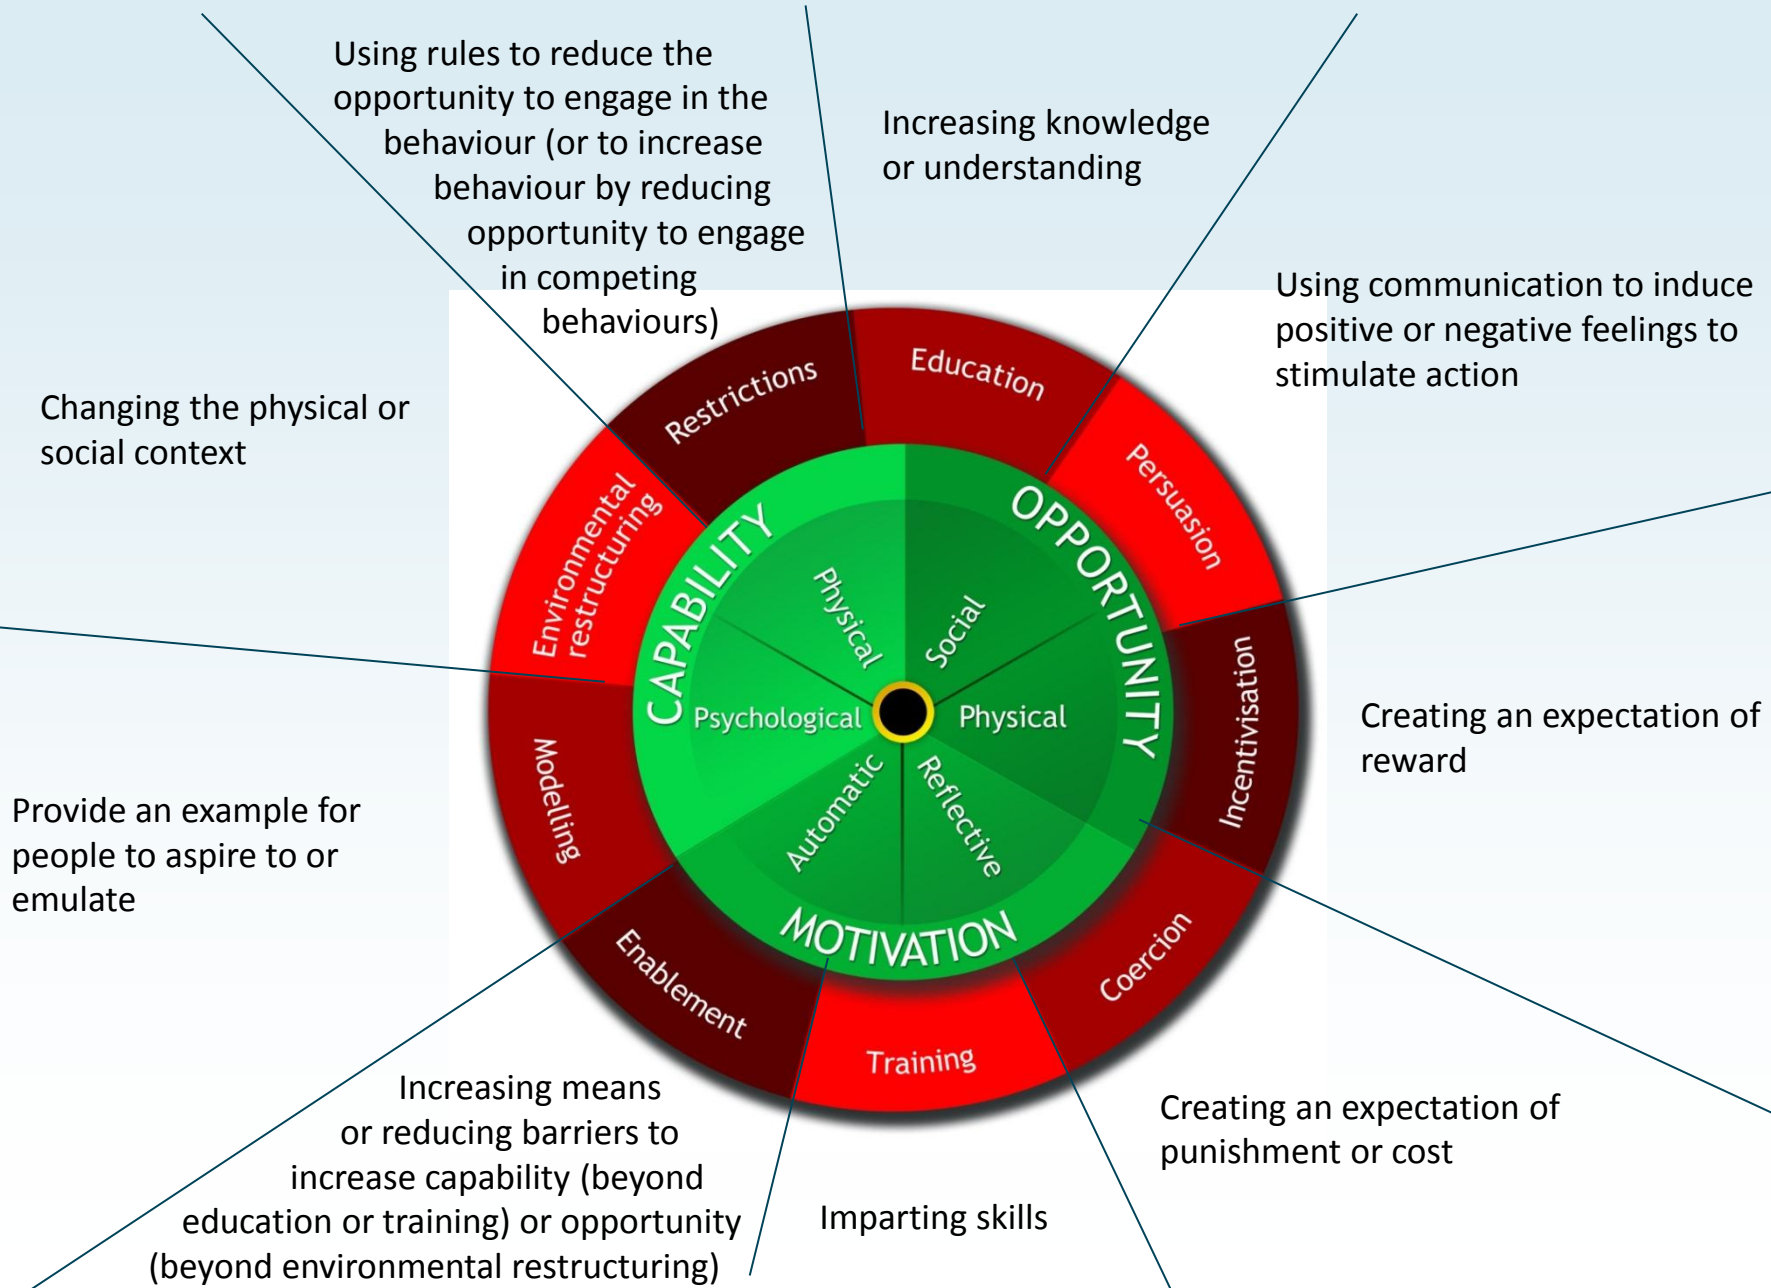 Using rules to reduce the
opportunity to engage in the
behaviour (or to increase
behaviour by reducing
opportunity to engage
in competing
behaviours)
Increasing knowledge
or understanding
Using communication to induce
positive or negative feelings to
stimulate action
Changing the physical or
social context
Creating an expectation of
reward
Provide an example for
people to aspire to or
emulate
Creating an expectation of
punishment or cost
Increasing means
or reducing barriers to
increase capability (beyond
education or training) or opportunity
(beyond environmental restructuring)
Imparting skills
Restrictions
Education
Persuasion
Incentivisation
Coercion
Training
Enablement
Modelling
Environmental
restructuring
CAPABILITY
OPPORTUNITY
MOTIVATION
Physical
Social
Psychological
Physical
Automatic
Reflective